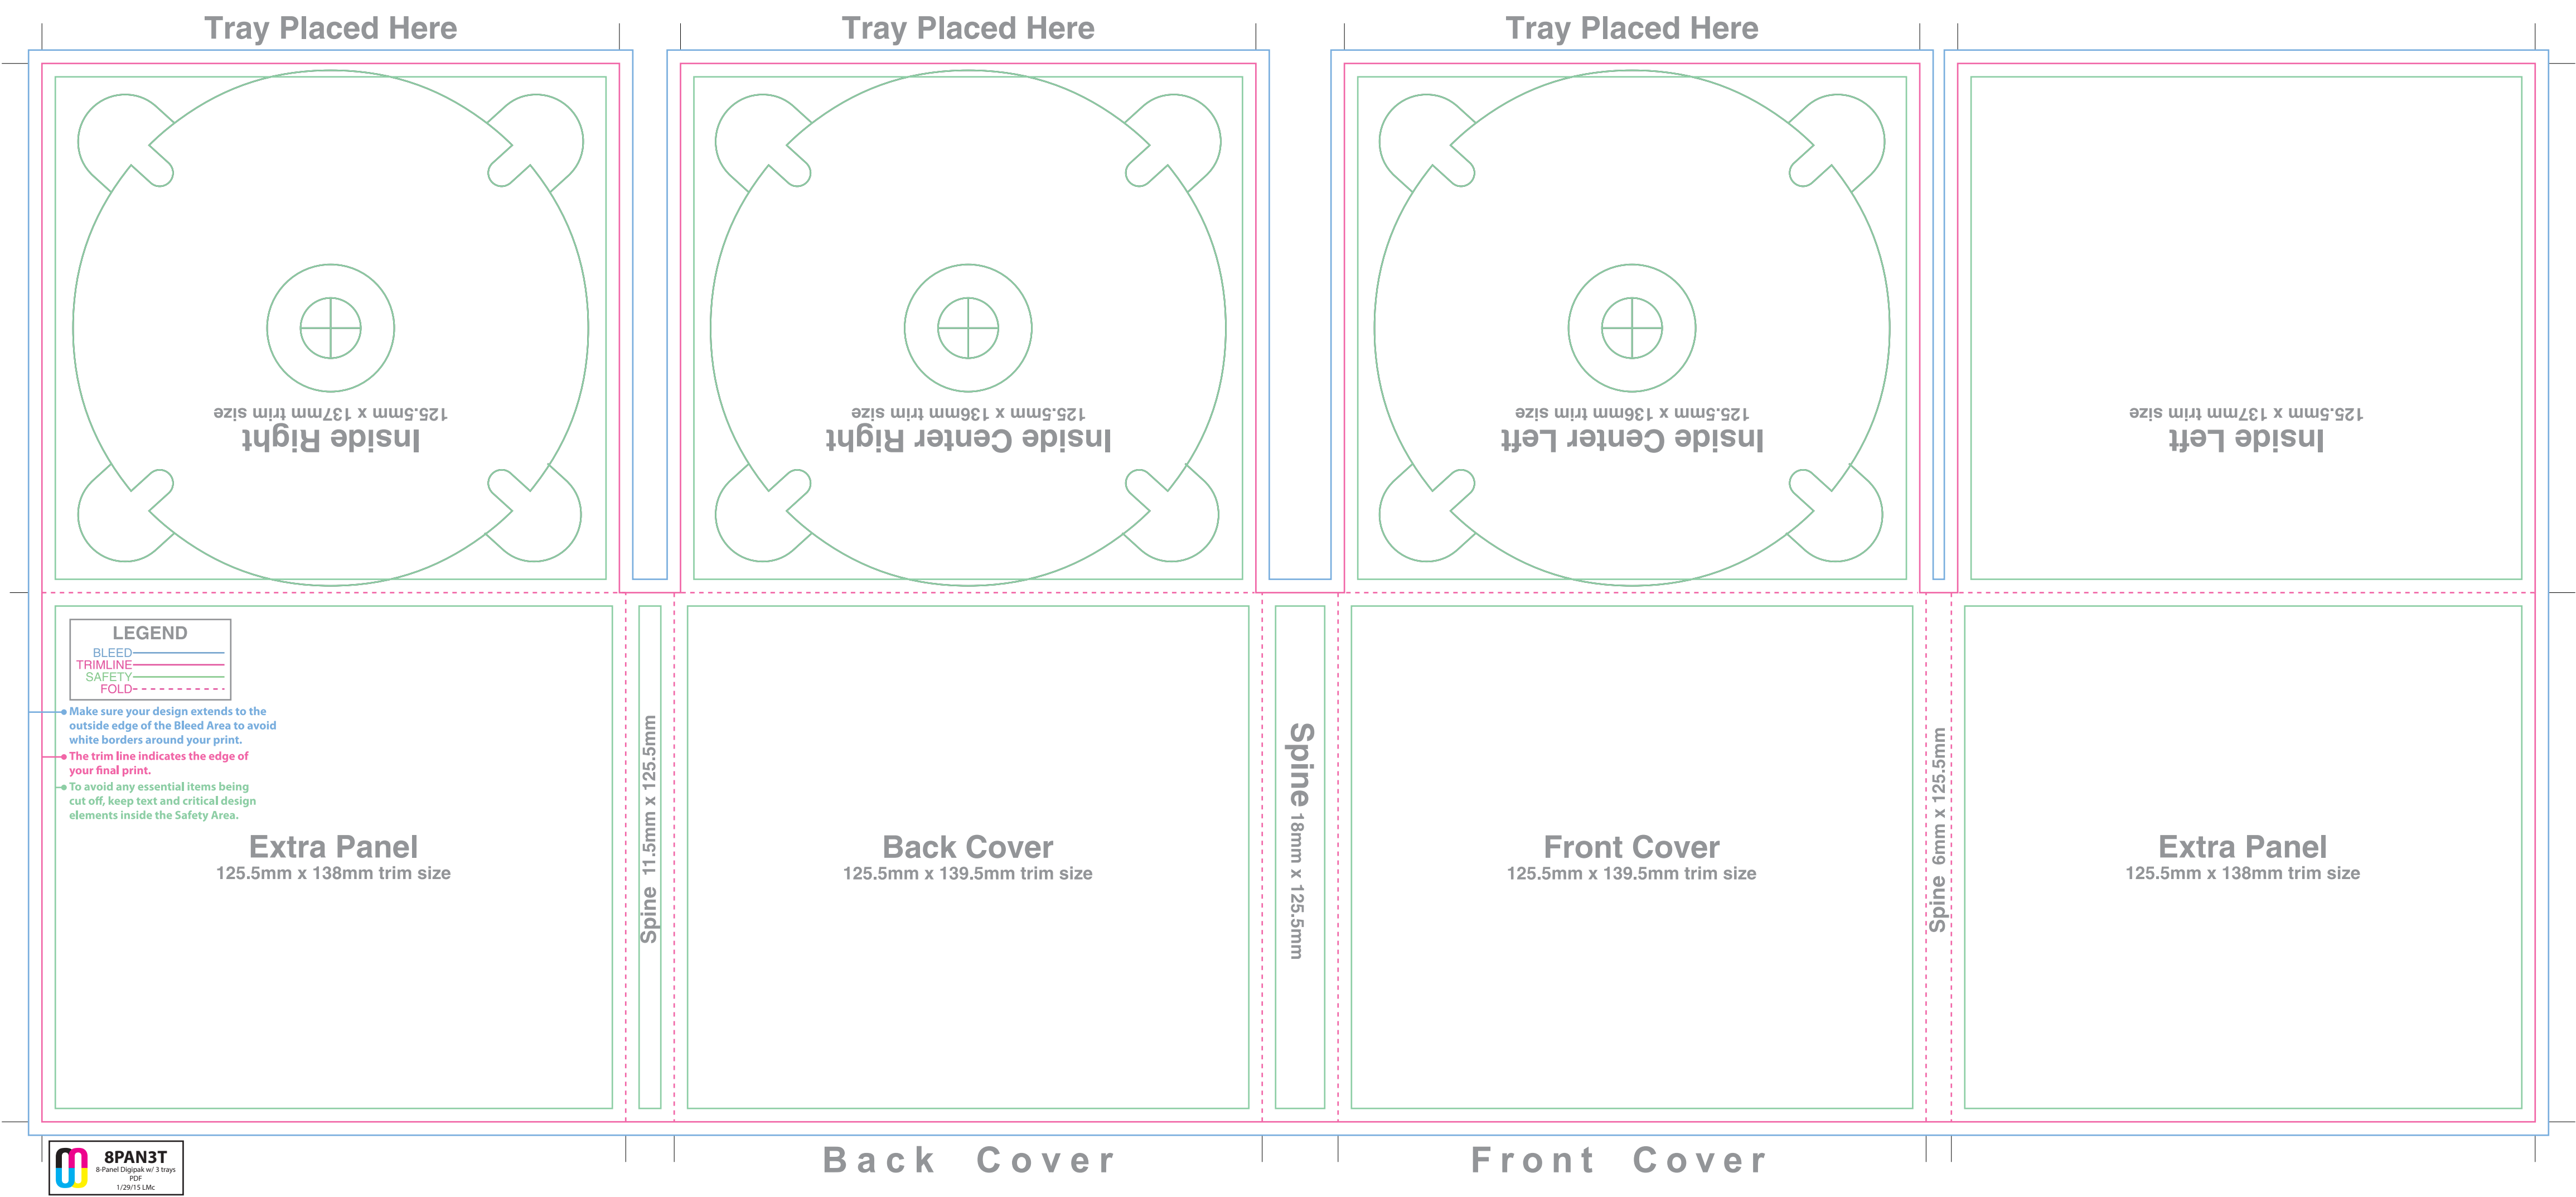 Tray Placed Here
Tray Placed Here
Tray Placed Here
Inside Right
125.5mm x 137mm trim size
Inside Center Right
125.5mm x 136mm trim size
Inside Center Left
125.5mm x 136mm trim size
Inside Left
125.5mm x 137mm trim size
LEGEND
BLEED
TRIMLINE
SAFETY
FOLD
Make sure your design extends to the
outside edge of the Bleed Area to avoid
white borders around your print.
The trim line indicates the edge of
your final print.
To avoid any essential items being
cut off, keep text and critical design
elements inside the Safety Area.
Extra Panel
125.5mm x 138mm trim size
Spine 11.5mm x 125.5mm
Back Cover
125.5mm x 139.5mm trim size
Spine 18mm x 125.5mm
Front Cover
125.5mm x 139.5mm trim size
Spine 6mm x 125.5mm
Extra Panel
125.5mm x 138mm trim size
8PAN3T
8-Panel Digipak w/ 3 trays
PDF
1/29/15 LMc
Back Cover
Front Cover